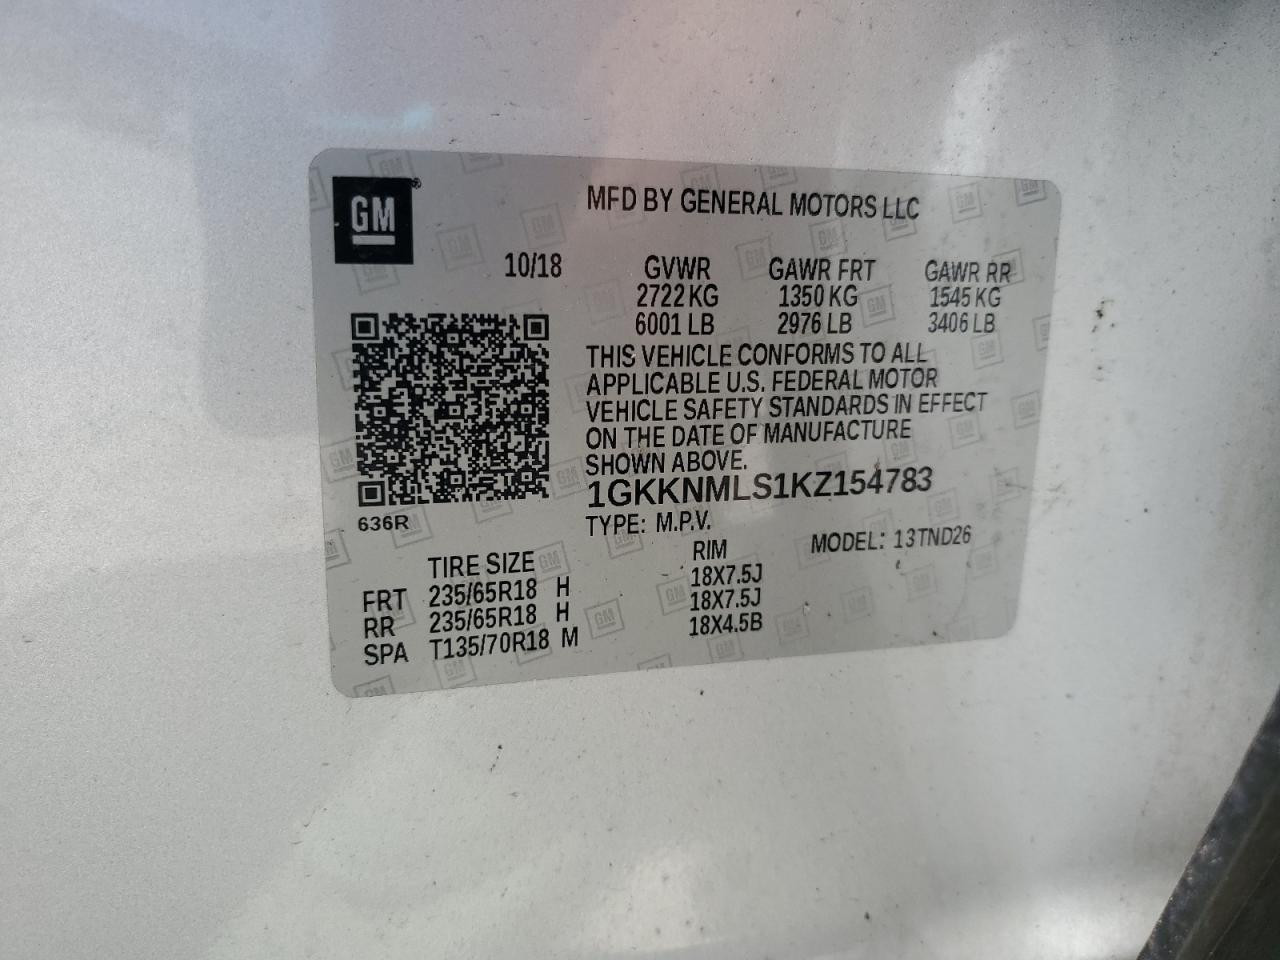 GM ®
MFD BY GENERAL MOTORS LLC
10/18 GVWR GAWR FRT GAWR RR
2722 KG 1350 KG 1545 KG
6001 LB 2976 LB 3406 LB
THIS VEHICLE CONFORMS TO ALL
APPLICABLE U.S. FEDERAL MOTOR
VEHICLE SAFETY STANDARDS IN EFFECT
ON THE DATE OF MANUFACTURE
SHOWN ABOVE.
1GKKNMLS1KZ154783
636R
TYPE: M.P.V. MODEL: 13TND26
TIRE SIZE RIM
FRT 235/65R18 H 18X7.5J
RR 235/65R18 H 18X7.5J
SPA T135/70R18 M 18X4.5B